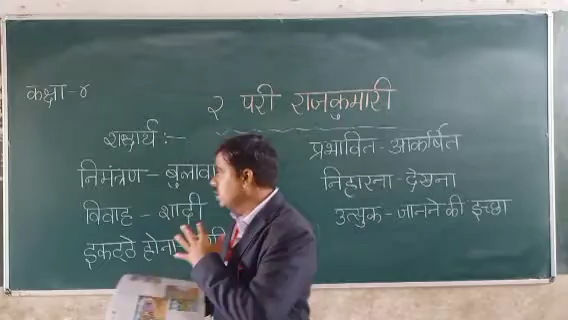 कक्षा - ४
२ परी राजकुमारी
शब्दार्थ :-
निमंत्रण - बुलावा
विवाह - शादी
इकट्ठे होना -
प्रभावित - आकर्षित
निहारना - देखना
उत्सुक - जानने की इच्छा